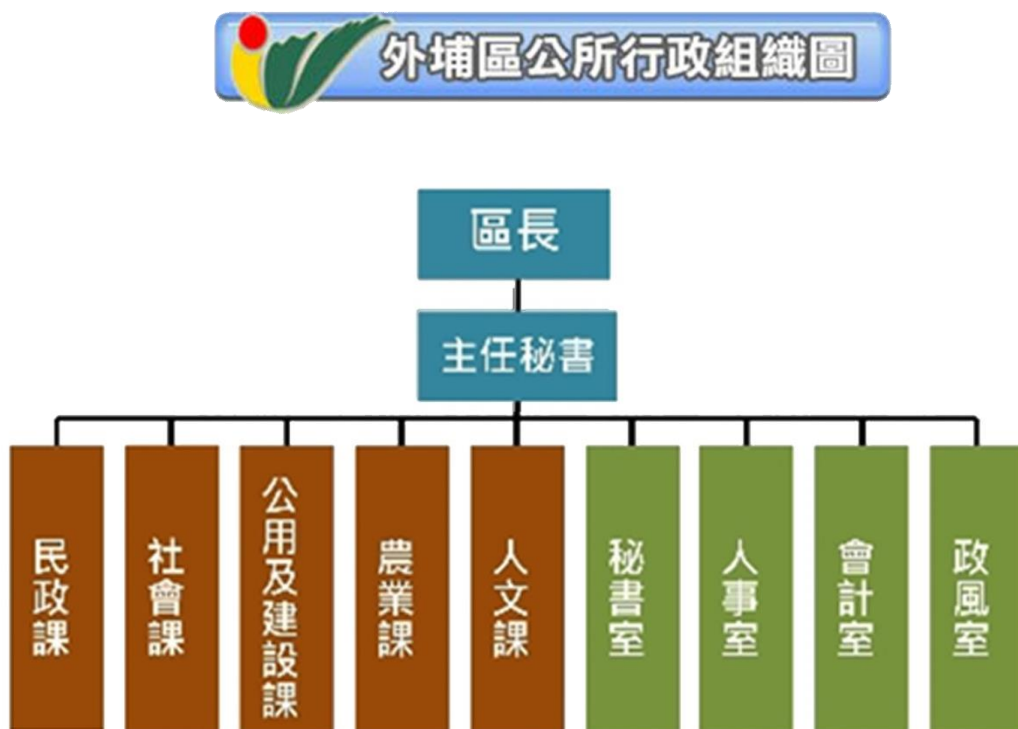 外埔區公所行政組織圖
區長
主任秘書
民政課
社會課
公用及建設課
農業課
人文課
秘書室
人事室
會計室
政風室